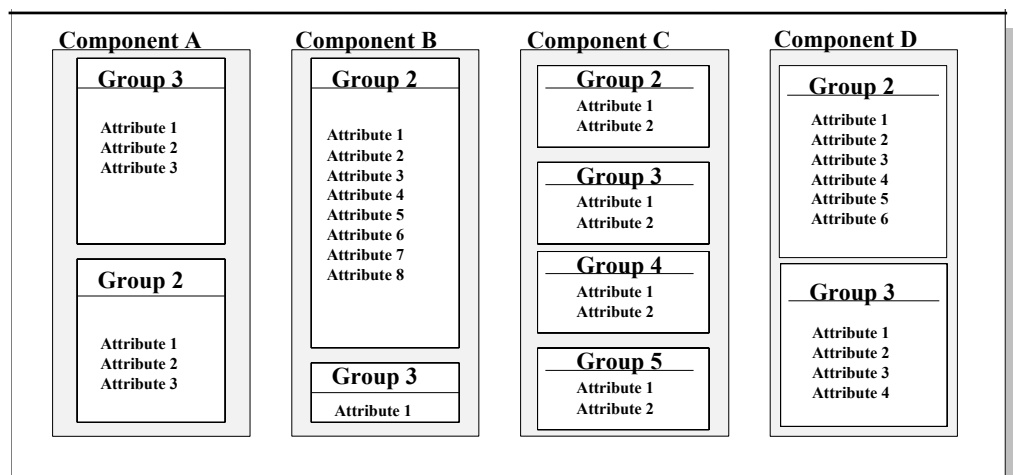 Component A
Group 3
Attribute 1
Attribute 2
Attribute 3
Group 2
Attribute 1
Attribute 2
Attribute 3
Component B
Group 2
Attribute 1
Attribute 2
Attribute 3
Attribute 4
Attribute 5
Attribute 6
Attribute 7
Attribute 8
Group 3
Attribute 1
Component C
Group 2
Attribute 1
Attribute 2
Group 3
Attribute 1
Attribute 2
Group 4
Attribute 1
Attribute 2
Group 5
Attribute 1
Attribute 2
Component D
Group 2
Attribute 1
Attribute 2
Attribute 3
Attribute 4
Attribute 5
Attribute 6
Group 3
Attribute 1
Attribute 2
Attribute 3
Attribute 4